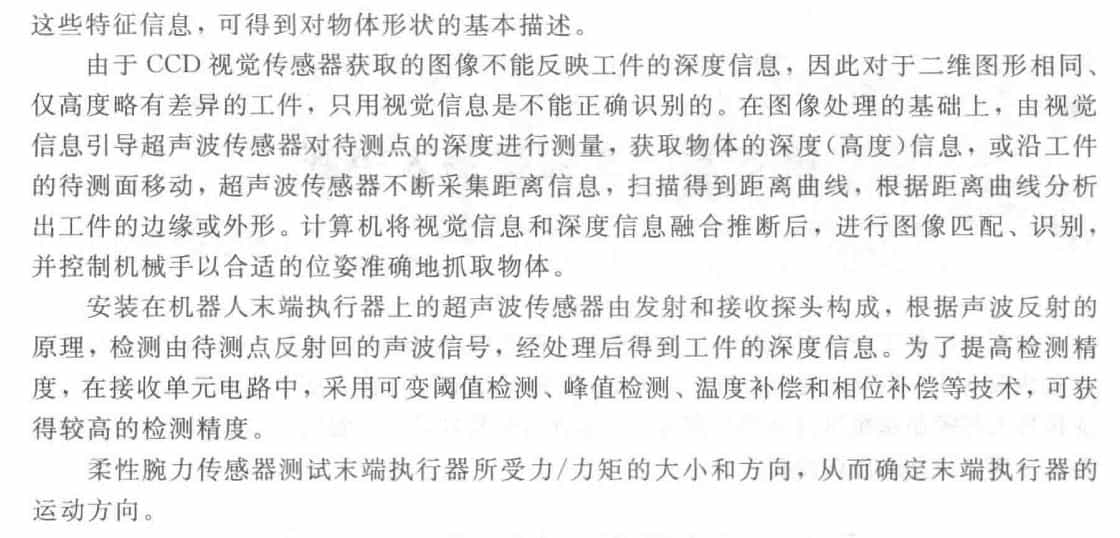 这些特征信息，可得到对物体形状的基本描述。
由于 CCD 视觉传感器获取的图像不能反映工件的深度信息，因此对于二维图形相同、
仅高度略有差异的工件，只用视觉信息是不能正确识别的。在图像处理的基础上，由视觉
信息引导超声波传感器对待测点的深度进行测量，获取物体的深度(高度)信息，或沿工件
的待测面移动，超声波传感器不断采集距离信息，扫描得到距离曲线，根据距离曲线分析
出工件的边缘或外形。计算机将视觉信息和深度信息融合推断后，进行图像匹配、识别，
并控制机械手以合适的位姿准确地抓取物体。
安装在机器人末端执行器上的超声波传感器由发射和接收探头构成，根据声波反射的
原理，检测由待测点反射回的声波信号，经处理后得到工件的深度信息。为了提高检测精
度，在接收单元电路中，采用可变阈值检测、峰值检测、温度补偿和相位补偿等技术，可获
得较高的检测精度。
柔性腕力传感器测试末端执行器所受力/力矩的大小和方向，从而确定末端执行器的
运动方向。